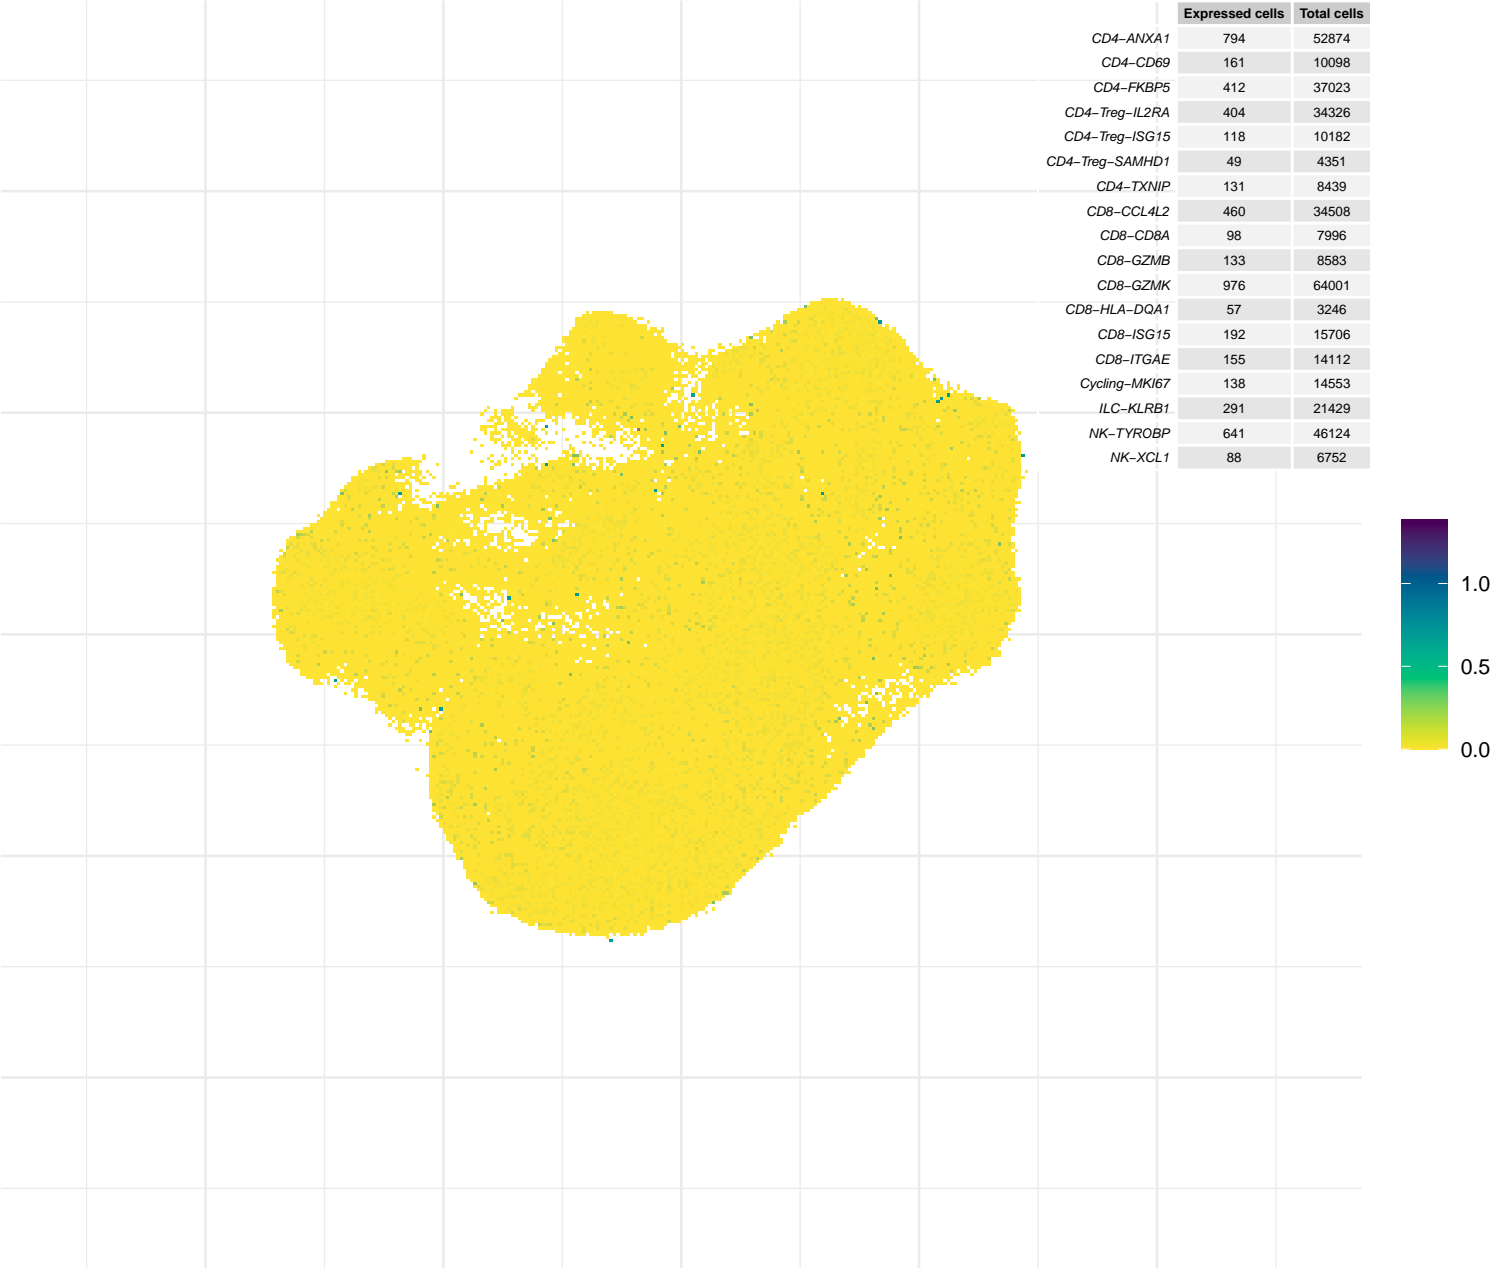 Expressed cells Total cells
CD4−ANXA1 794 52874
CD4−CD69 161 10098
CD4−FKBP5 412 37023
CD4−Treg−IL2RA 404 34326
CD4−Treg−ISG15 118 10182
CD4−Treg−SAMHD1 49 4351
CD4−TXNIP 131 8439
CD8−CCL4L2 460 34508
CD8−CD8A 98 7996
CD8−GZMB 133 8583
CD8−GZMK 976 64001
CD8−HLA−DQA1 57 3246
CD8−ISG15 192 15706
CD8−ITGAE 155 14112
Cycling−MKI67 138 14553
ILC−KLRB1 291 21429
NK−TYROBP 641 46124
NK−XCL1 88 6752
1.0
0.5
0.0